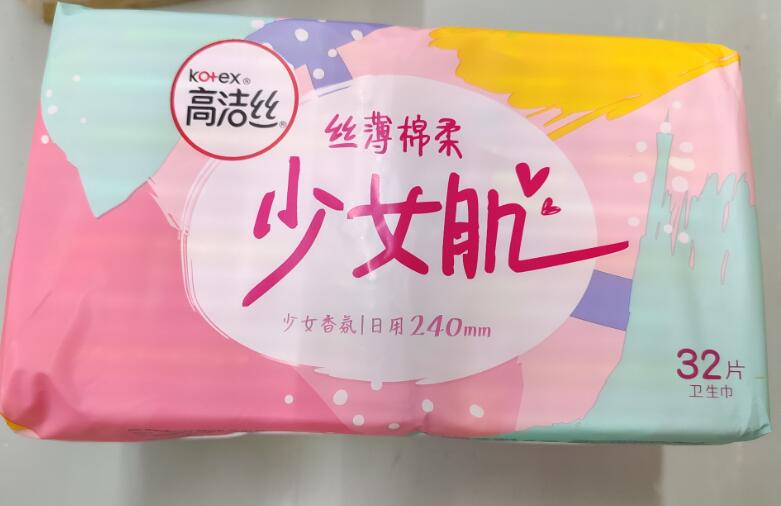 Kotex®
高洁丝®
丝薄棉柔
少女肌
少女香氛|日用240mm
32片
卫生巾